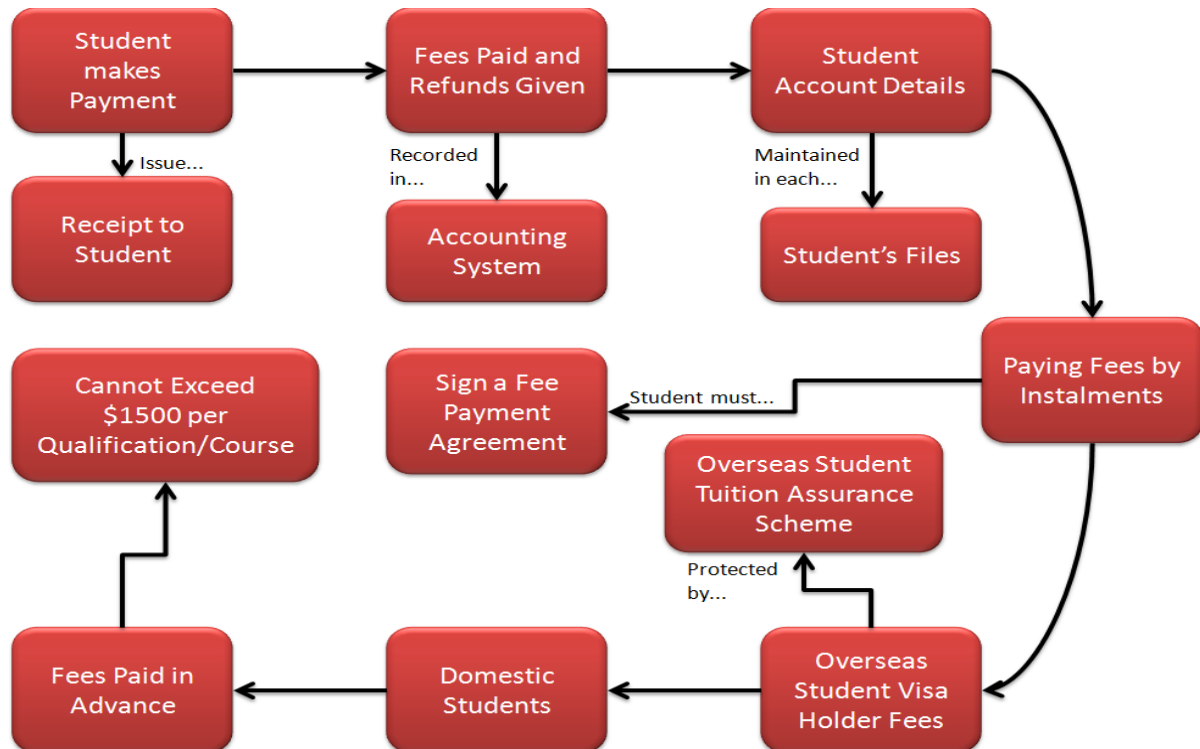 Student
makes
Payment
Fees Paid and
Refunds Given
Student
Account Details
Issue...
Recorded
in...
Maintained
in each...
Receipt to
Student
Accounting
System
Student’s Files
Paying Fees by
Instalments
Student must...
Sign a Fee
Payment
Agreement
Cannot Exceed
$1500 per
Qualification/Course
Overseas Student
Tuition Assurance
Scheme
Protected
by...
Overseas
Student Visa
Holder Fees
Domestic
Students
Fees Paid in
Advance